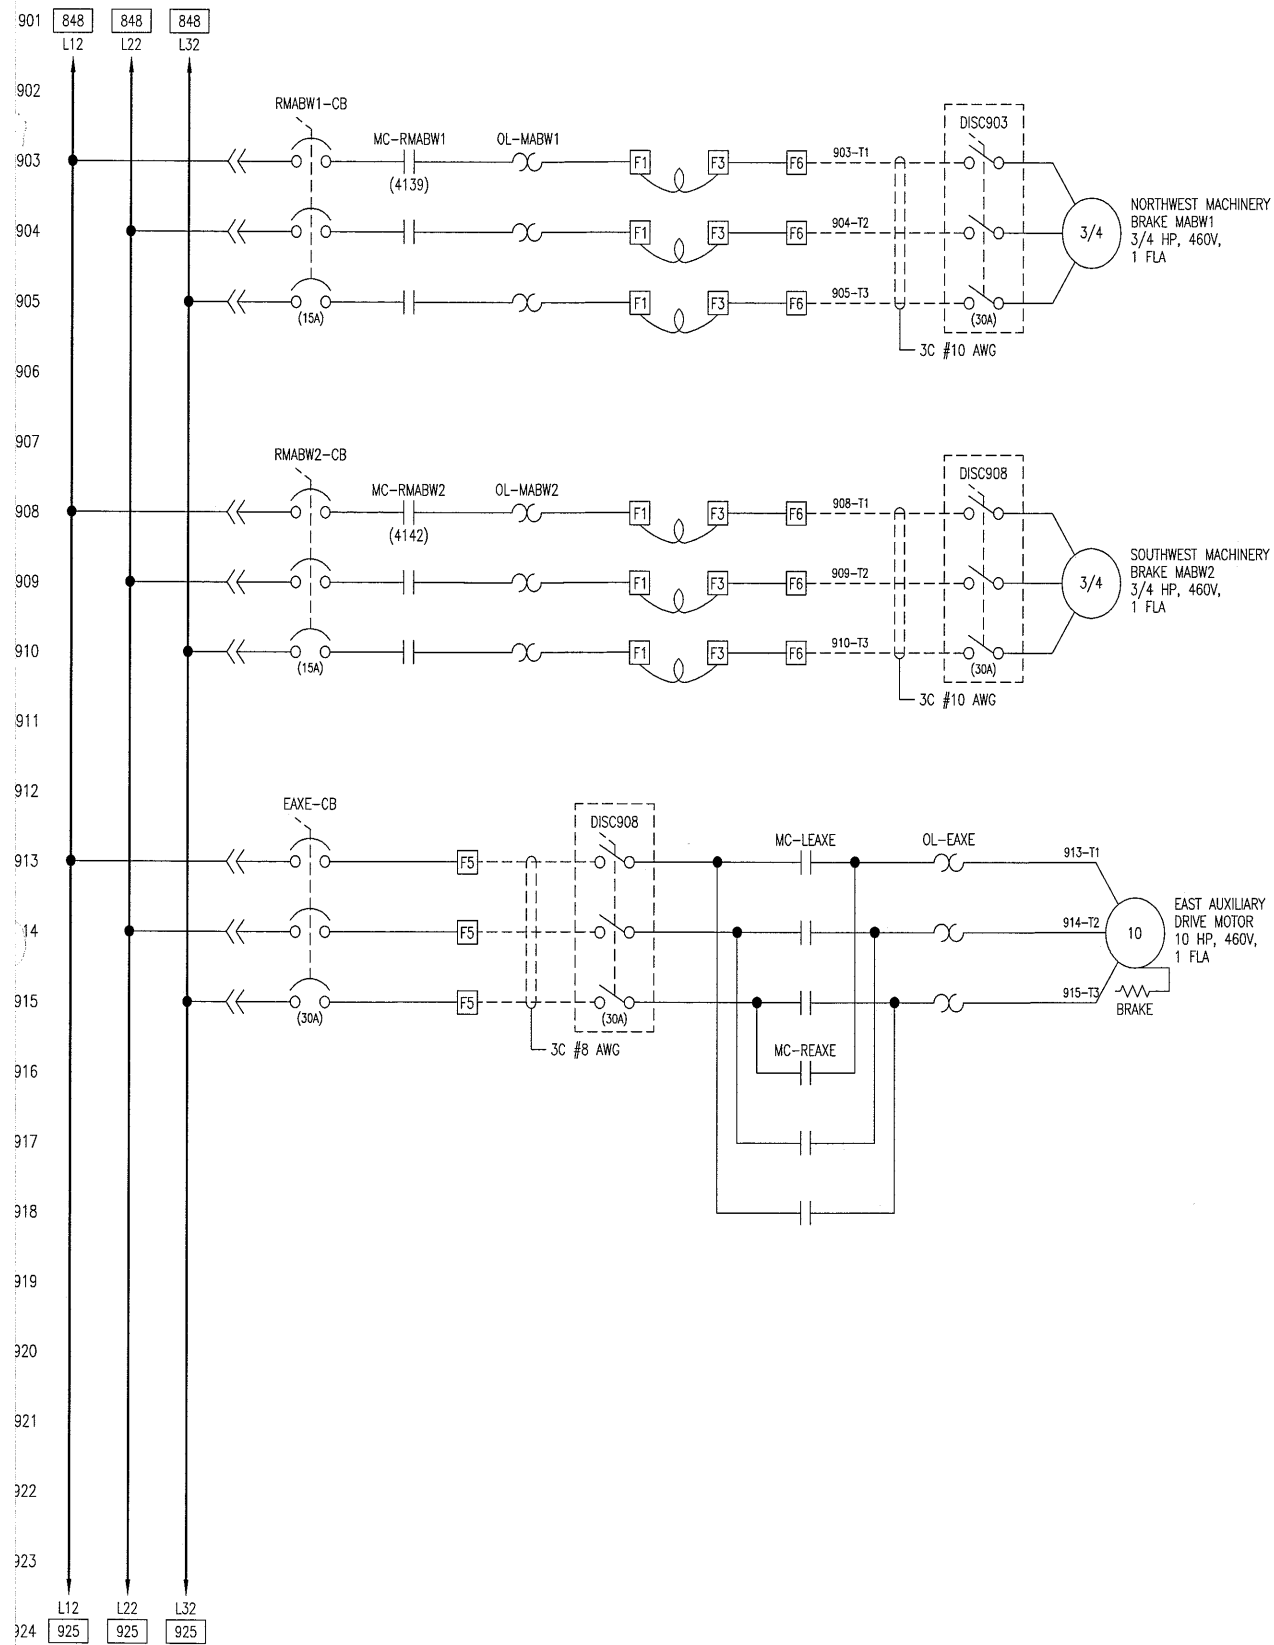 901 848 848 848
L12 L22 L32
902
RMABW1-CB
DISC903
MC-RMABW1 OL-MABW1
903 F1 F3 F6 903-T1
(4139)
NORTHWEST MACHINERY
BRAKE MABW1
3/4 HP, 460V,
1 FLA
904 F1 F3 F6 904-T2 3/4
905 F1 F3 F6 905-T3
(15A) (30A)
3C #10 AWG
906
907
RMABW2-CB
DISC908
MC-RMABW2 OL-MABW2
908 F1 F3 F6 908-T1
(4142)
SOUTHWEST MACHINERY
BRAKE MABW2
3/4 HP, 460V,
1 FLA
909 F1 F3 F6 909-T2 3/4
910 F1 F3 F6 910-T3
(15A) (30A)
3C #10 AWG
911
912
EAXE-CB
DISC908
MC-LEAXE OL-EAXE
913 F5 913-T1
EAST AUXILIARY
DRIVE MOTOR
10 HP, 460V,
1 FLA
14 F5 914-T2 10
915 F5 915-T3
BRAKE
(30A) (30A)
3C #8 AWG
MC-REAXE
916
917
918
919
920
921
922
923
L12 L22 L32
924 925 925 925